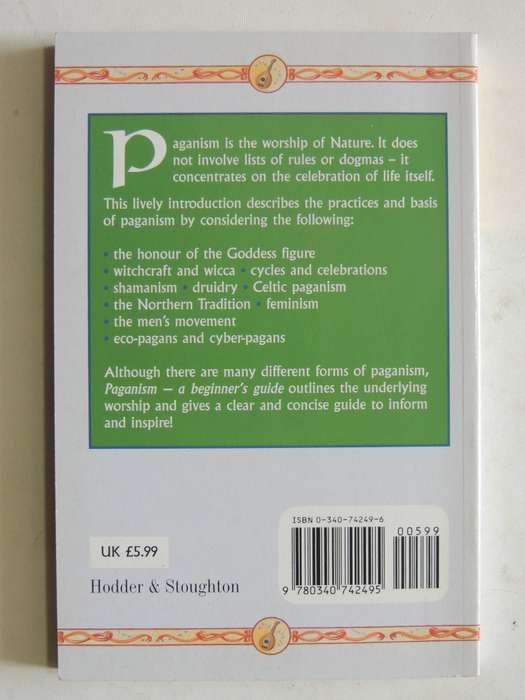 Paganism is the worship of Nature. It does
not involve lists of rules or dogmas – it
concentrates on the celebration of life itself.
This lively introduction describes the practices and basis
of paganism by considering the following:
• the honour of the Goddess figure
• witchcraft and wicca • cycles and celebrations
• shamanism • druidry • Celtic paganism
• the Northern Tradition • feminism
• the men's movement
• eco-pagans and cyber-pagans
Although there are many different forms of paganism,
Paganism – a beginner's guide outlines the underlying
worship and gives a clear and concise guide to inform
and inspire!
ISBN 0-340-74249-6
00599
9 780340 742495
UK £5.99
Hodder & Stoughton